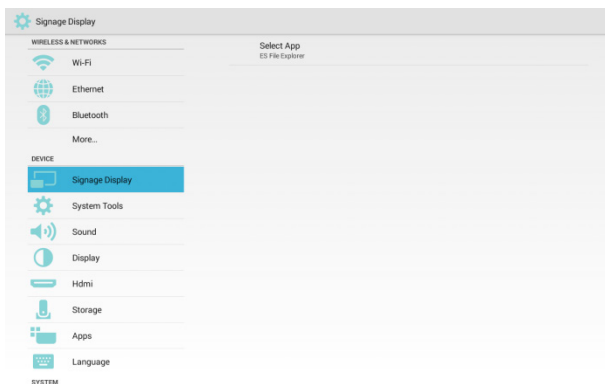 Signage Display
WIRELESS & NETWORKS
Wi-Fi
Ethernet
Bluetooth
More...
DEVICE
Signage Display
System Tools
Sound
Display
Hdmi
Storage
Apps
Language
SYSTEM
Select App
ES File Explorer